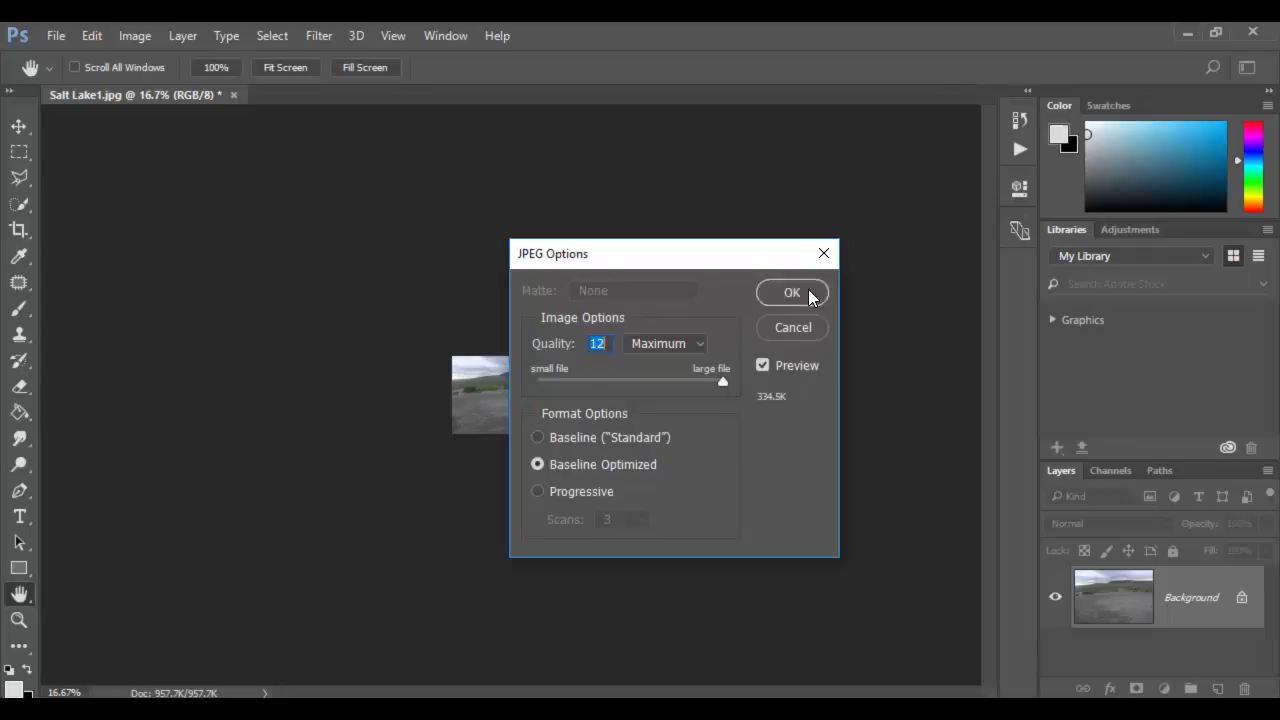 Ps File Edit Image Layer Type Select Filter 3D View Window Help
Scroll All Windows 100% Fit Screen Fill Screen
Salt Lake1.jpg @ 16.7% (RGB/8) *
Color Swatches
Libraries Adjustments
My Library
Search Adobe Stock
Graphics
JPEG Options
Matte: None
OK
Image Options
Cancel
Quality: 12 Maximum
Preview
small file large file
334.5K
Format Options
Baseline ("Standard")
Baseline Optimized
Progressive
Scans: 3
Layers Channels Paths
Kind
Normal Opacity: 100%
Lock: Fill: 100%
Background
fx
16.67% Doc: 957.7K/957.7K